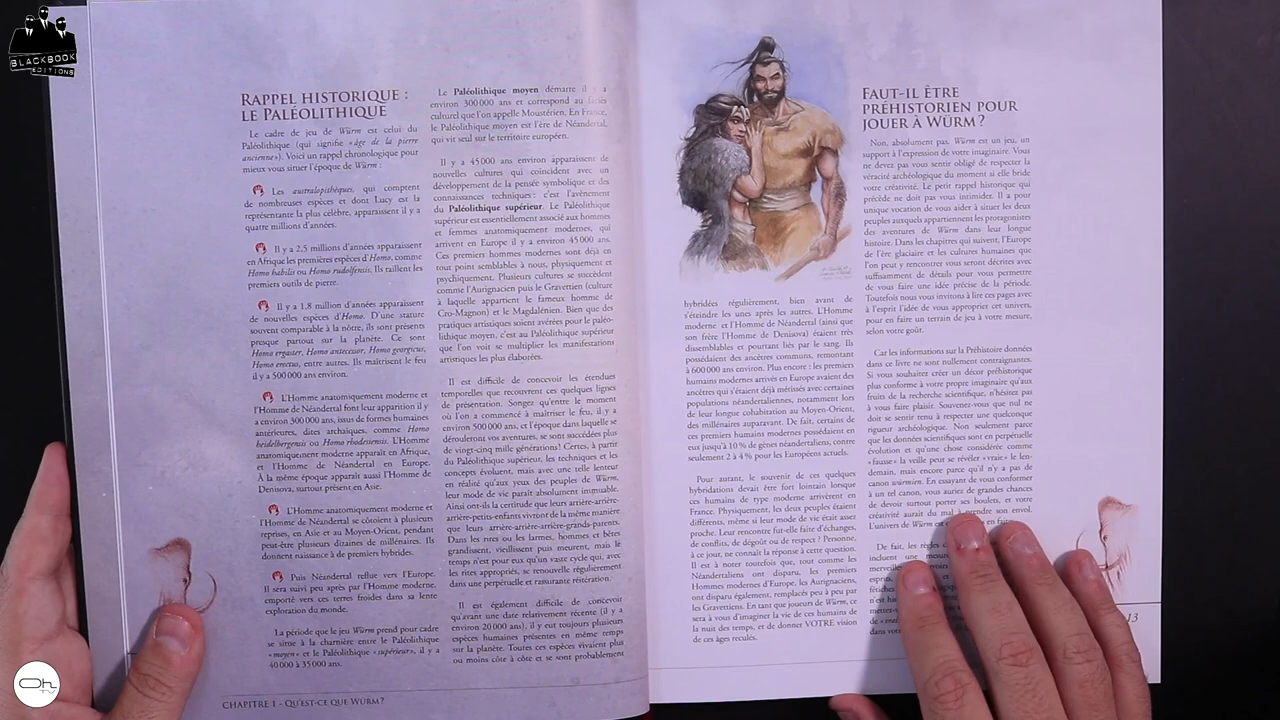 BLACKBOOK
EDITIONS
RAPPEL HISTORIQUE :
LE PALÉOLITHIQUE
Le cadre de jeu de Würm est celui du
Paléolithique (qui signifie « âge de la pierre
ancienne »). Voici un rappel chronologique pour
mieux vous situer l'époque de Würm :
Les australopithèques, qui comptent
de nombreuses espèces et dont Lucy est la
représentante la plus célèbre, apparaissent il y a
quatre millions d'années.
Il y a 2.5 millions d'années apparaissent
en Afrique les premières espèces d'Homo, comme
Homo habilis ou Homo rudolfensis. Ils taillent les
premiers outils de pierre.
Il y a 1.8 million d'années apparaissent
de nouvelles espèces d'Homo. D'une stature
souvent comparable à la nôtre, ils sont présents
presque partout sur la planète. Ce sont
Homo ergaster, Homo antecessor, Homo georgicus,
Homo erectus, entre autres. Ils maîtrisent le feu
il y a 500 000 ans environ.
L'Homme anatomiquement moderne et
l'Homme de Néandertal font leur apparition il y
a environ 300 000 ans, issus de formes humaines
antérieures, dites archaïques, comme Homo
heidelbergensis ou Homo rhodesiensis. L'Homme
anatomiquement moderne apparaît en Afrique,
et l'Homme de Néandertal en Europe.
À la même époque apparaît aussi l'Homme de
Denisova, surtout présent en Asie.
L'Homme anatomiquement moderne et
l'Homme de Néandertal se côtoient à plusieurs
reprises, en Asie et au Moyen-Orient, pendant
peut-être plusieurs dizaines de millénaires. Ils
donnent naissance à de premiers hybrides.
Puis Néandertal reflue vers l'Europe.
Il sera suivi peu après par l'Homme moderne,
emporté vers ces terres froides dans sa lente
exploration du monde.
La période que le jeu Würm prend pour cadre
se situe à la charnière entre le Paléolithique
« moyen » et le Paléolithique « supérieur », il y a
40 000 à 35 000 ans.
Le Paléolithique moyen démarre il y a
environ 300 000 ans et correspond au faciès
culturel que l'on appelle Moustérien. En France,
le Paléolithique moyen est l'ère de Néandertal,
qui vit seul sur le territoire européen.
Il y a 45 000 ans environ apparaissent de
nouvelles cultures qui coïncident avec un
développement de la pensée symbolique et des
connaissances techniques : c'est l'avènement
du Paléolithique supérieur. Le Paléolithique
supérieur est essentiellement associé aux hommes
et femmes anatomiquement modernes, qui
arrivent en Europe il y a environ 45 000 ans.
Ces premiers hommes modernes sont déjà en
tout point semblables à nous, physiquement et
psychiquement. Plusieurs cultures se succèdent
comme l'Aurignacien puis le Gravettien (culture
à laquelle appartient le fameux homme de
Cro-Magnon) et le Magdalénien. Bien que des
pratiques artistiques soient avérées pour le paléo-
lithique moyen, c'est au Paléolithique supérieur
que l'on voit se multiplier les manifestations
artistiques les plus élaborées.
Il est difficile de concevoir les étendues
temporelles que recouvrent ces quelques lignes
de présentation. Songez qu'entre le moment
où l'on a commencé à maîtriser le feu, il y a
environ 500 000 ans, et l'époque dans laquelle se
dérouleront vos aventures, se sont succédées plus
de vingt-cinq mille générations ! Certes, à partir
du Paléolithique supérieur, les techniques et les
concepts évoluent, mais avec une telle lenteur
en réalité qu'aux yeux des peuples de Würm,
leur mode de vie paraît absolument immuable.
Ainsi ont-ils la certitude que leurs arrière-arrière-
petits-enfants vivront de la même manière
que leurs arrière-arrière-arrière-grands-parents.
Dans les rires ou les larmes, hommes et bêtes
grandissent, vieillissent puis meurent, mais le
temps n'est pour eux qu'un vaste cycle qui, avec
les rites appropriés, se renouvelle régulièrement
dans une perpétuelle et rassurante réitération.
Il est également difficile de concevoir
qu'avant une date relativement récente (il y a
environ 20 000 ans), il y eut toujours plusieurs
espèces humaines présentes en même temps
sur la planète. Toutes ces espèces vivaient plus
ou moins côte à côte et se sont probablement
CHAPITRE 1 - QU'EST-CE QUE WÜRM ?
hybridées régulièrement, bien avant de
s'éteindre les unes après les autres. L'Homme
moderne et l'Homme de Néandertal (ainsi que
son frère l'Homme de Denisova) étaient très
dissemblables et pourtant liés par le sang. Ils
possédaient des ancêtres communs, remontant
à 600 000 ans environ. Plus encore : les premiers
humains modernes arrivés en Europe avaient des
ancêtres qui s'étaient déjà métissés avec certaines
populations néandertaliennes, notamment lors
de leur longue cohabitation au Moyen-Orient,
des millénaires auparavant. De fait, certains de
ces premiers hommes modernes possédaient en
eux jusqu'à 10 % de gènes néandertaliens, contre
seulement 2 à 4 % pour les Européens actuels.
Pour autant, le souvenir de ces quelques
hybridations devait être fort lointain lorsque
ces humains de type moderne arrivèrent en
France. Physiquement, les deux peuples étaient
différents, même si leur mode de vie était assez
proche. Leur rencontre fut-elle faite d'échanges,
de conflits, de dégoût ou de respect ? Personne,
à ce jour, ne connaît la réponse à cette question.
Il est à noter toutefois que, tout comme les
Néandertaliens ont disparu, les premiers
Hommes modernes d'Europe, les Aurignaciens,
ont disparu également, remplacés peu à peu par
les Gravettiens. En tant que joueurs de Würm, ce
sera à vous d'imaginer la vie de ces humains de
la nuit des temps, et de donner VOTRE vision
de ces âges reculés.
FAUT-IL ÊTRE
PRÉHISTORIEN POUR
JOUER À WÜRM ?
Non, absolument pas. Würm est un jeu, un
support à l'expression de votre imaginaire. Vous
ne devez pas vous sentir obligé de respecter la
véracité archéologique du moment si elle bride
votre créativité. Le petit rappel historique qui
précède ne doit pas vous intimider. Il a pour
unique vocation de vous aider à situer les deux
peuples auxquels appartiennent les protagonistes
des aventures de Würm dans leur longue
histoire. Dans les chapitres qui suivent, l'Europe
de l'ère glaciaire et les cultures humaines que
l'on peut y rencontrer vous seront décrites avec
suffisamment de détails pour vous permettre
de vous faire une idée précise de la période.
Toutefois nous vous invitons à lire ces pages avec
à l'esprit l'idée de vous approprier cet univers,
pour en faire un terrain de jeu à votre mesure,
selon votre goût.
Car les informations sur la Préhistoire données
dans ce livre ne sont nullement contraignantes.
Si vous souhaitez créer un décor préhistorique
plus conforme à votre propre imaginaire qu'aux
fruits de la recherche scientifique, n'hésitez pas
à vous faire plaisir. Souvenez-vous que nul ne
doit se sentir tenu à respecter une quelconque
rigueur archéologique. Non seulement parce
que les données scientifiques sont en perpétuelle
évolution et qu'une chose considérée comme
« fausse » la veille peut se révéler « vraie » le len-
demain, mais encore parce qu'il n'y a pas de
canon würmien. En essayant de vous conformer
à un tel canon, vous auriez de grandes chances
de devoir surtout porter ses boulets, et votre
créativité aurait du mal à prendre son envol.
L'univers de Würm est en fair
De fait, les règles
incluent une
merveil
esprit
fétiches
n'est
mettez-
de
dans vot
13
Oh
TV